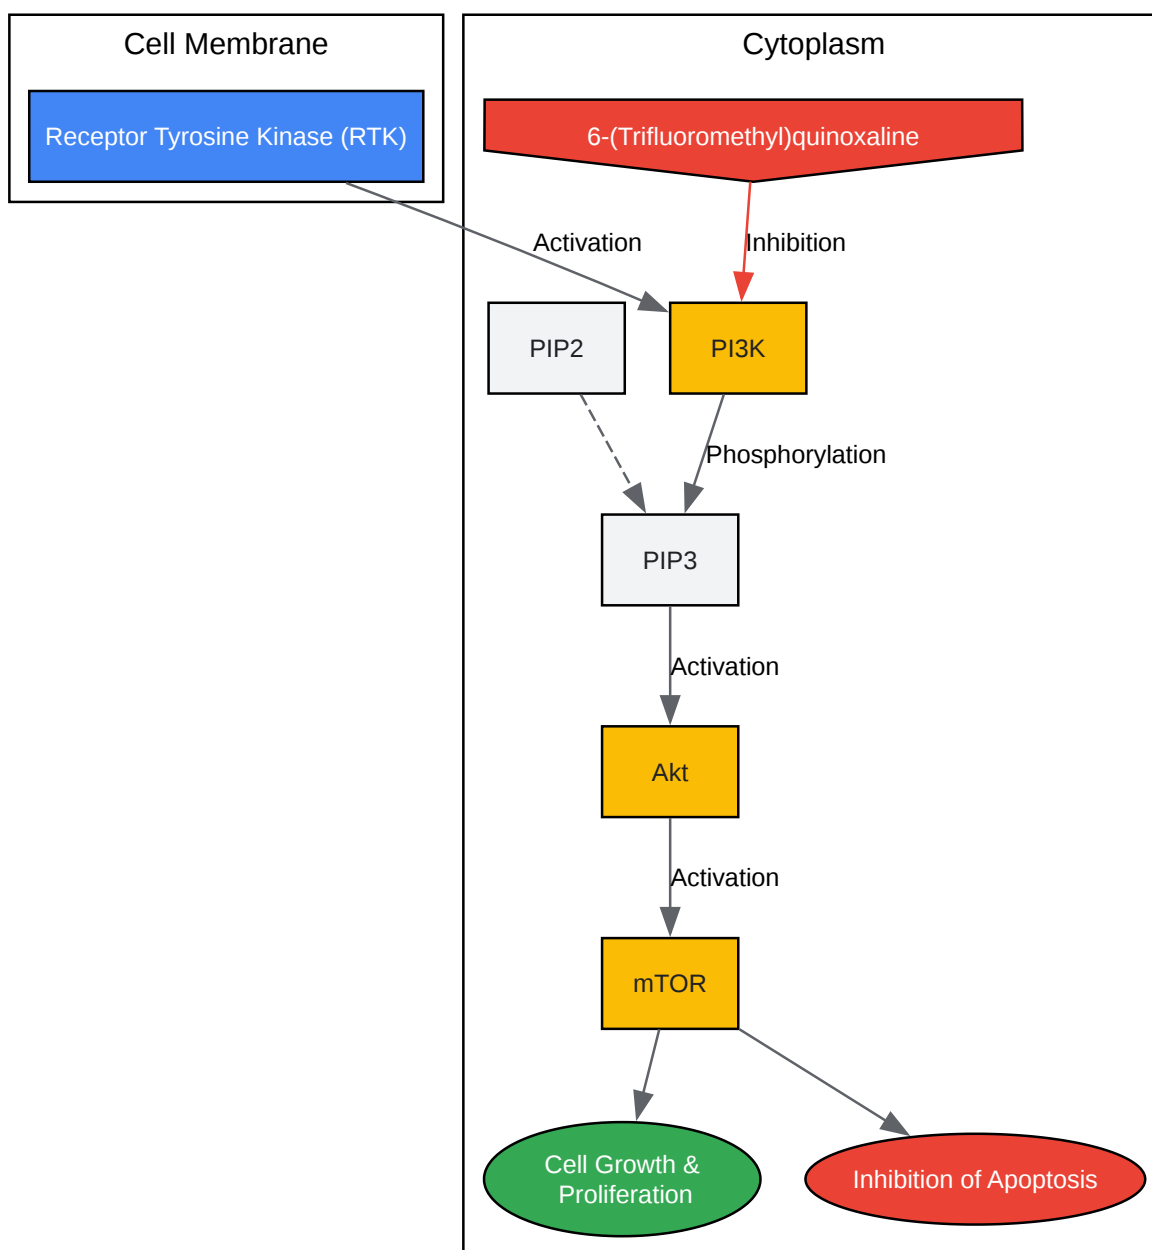 Cell Membrane
Cytoplasm
Receptor Tyrosine Kinase (RTK)
6-(Trifluoromethyl)quinoxaline
Activation
Inhibition
PIP2
PI3K
Phosphorylation
PIP3
Activation
Akt
Activation
mTOR
Cell Growth &
Proliferation
Inhibition of Apoptosis